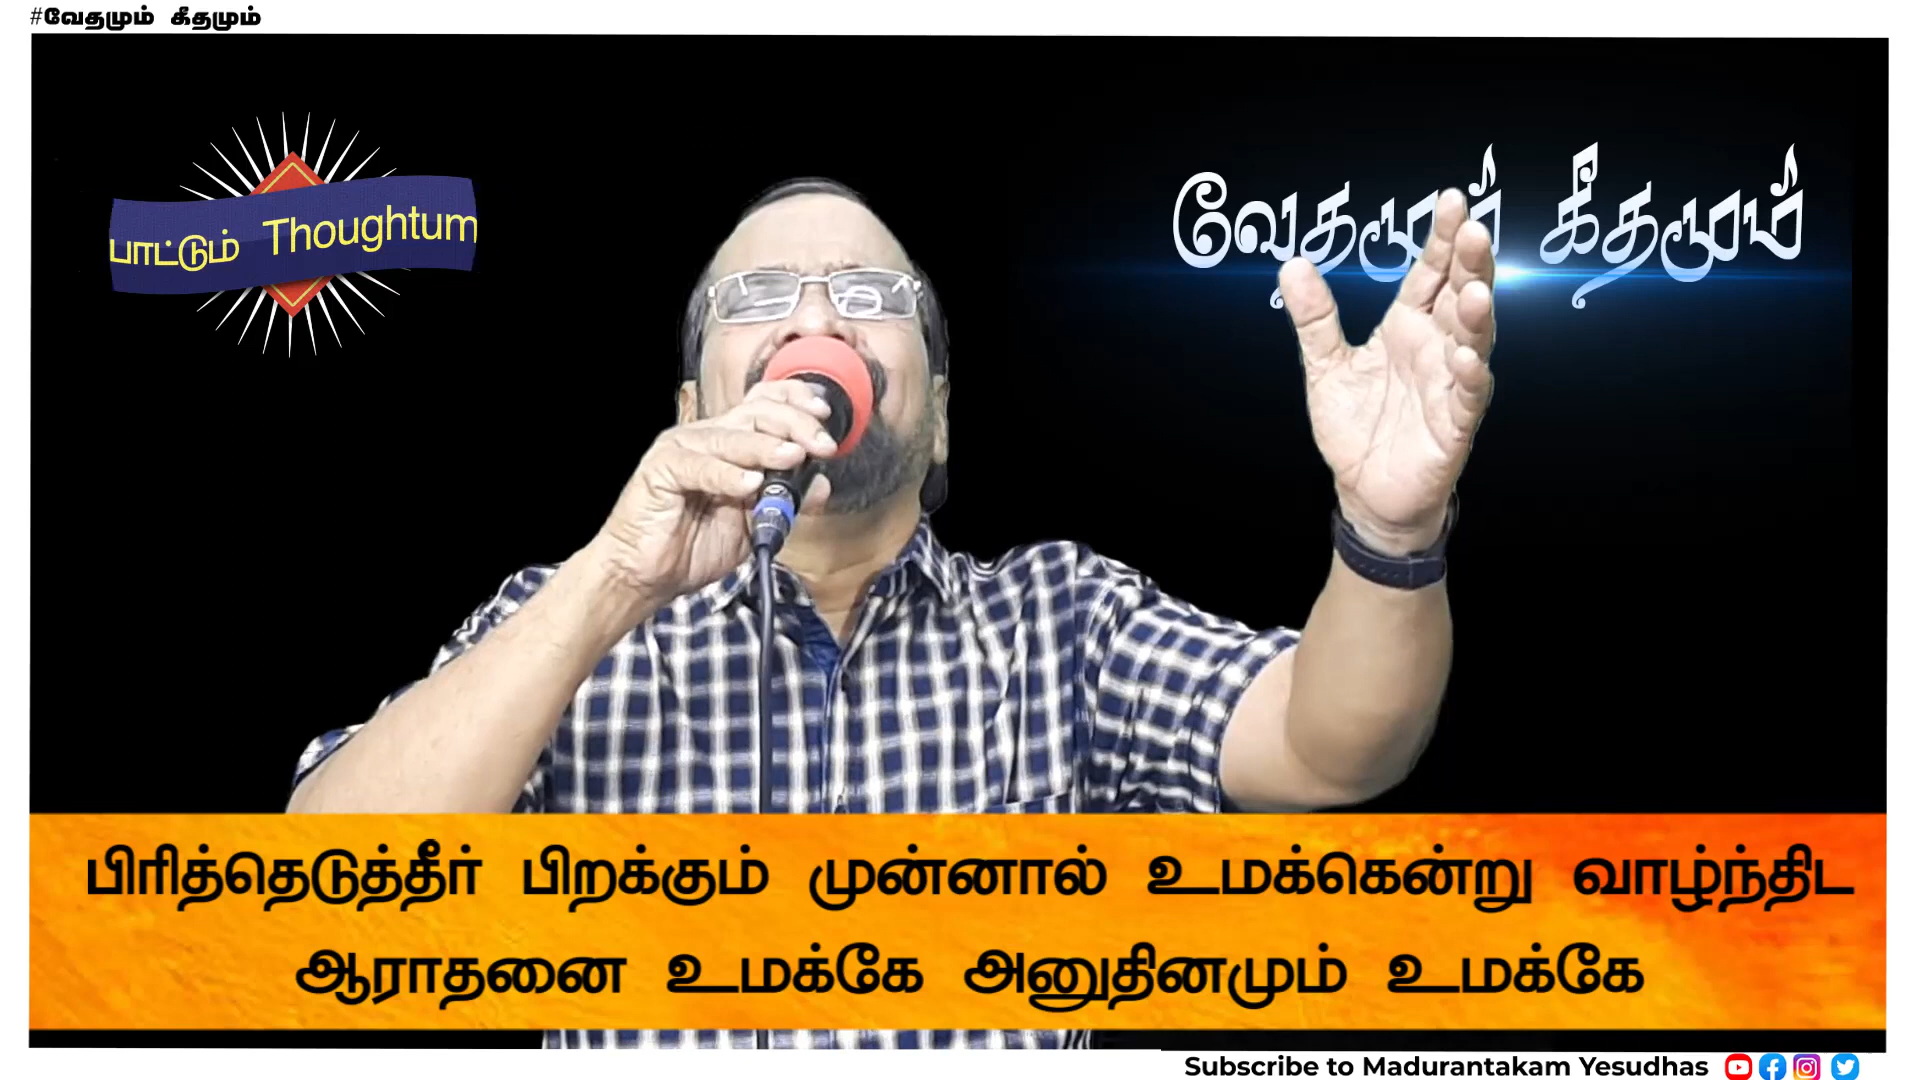 #வேதமும் கீதமும்
பாட்டும் Thoughtum
வேதமும் கீதமும்
பிரித்தெடுத்தீர் பிறக்கும் முன்னால் உமக்கென்று வாழ்ந்திட
ஆராதனை உமக்கே அனுதினமும் உமக்கே
Subscribe to Madurantakam Yesudhas